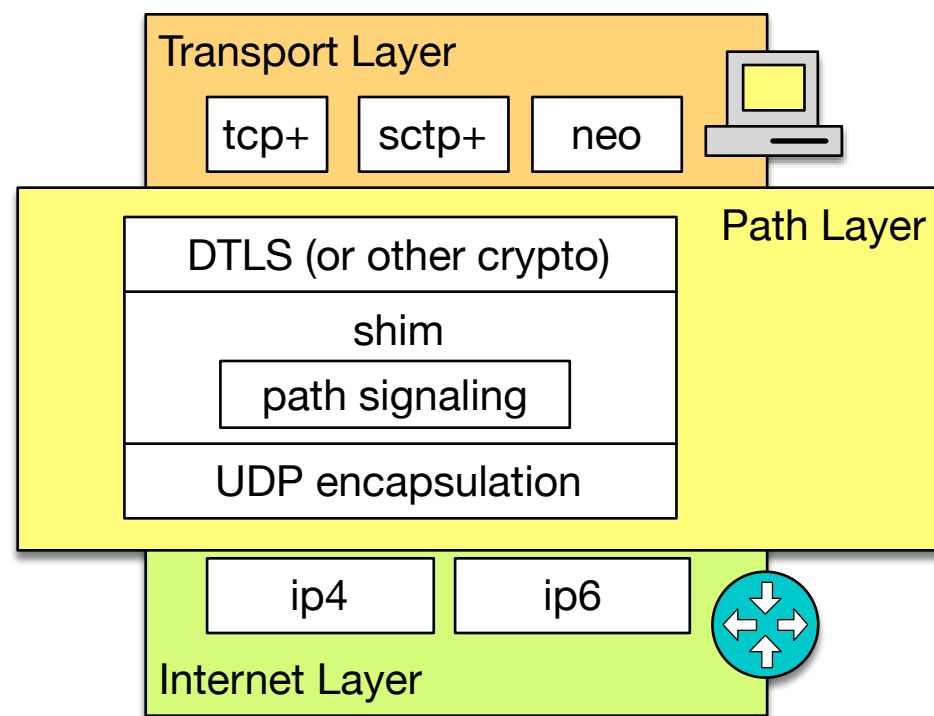 Transport Layer
tcp+ sctp+ neo
Path Layer
DTLS (or other crypto)
shim
path signaling
UDP encapsulation
ip4 ip6
Internet Layer